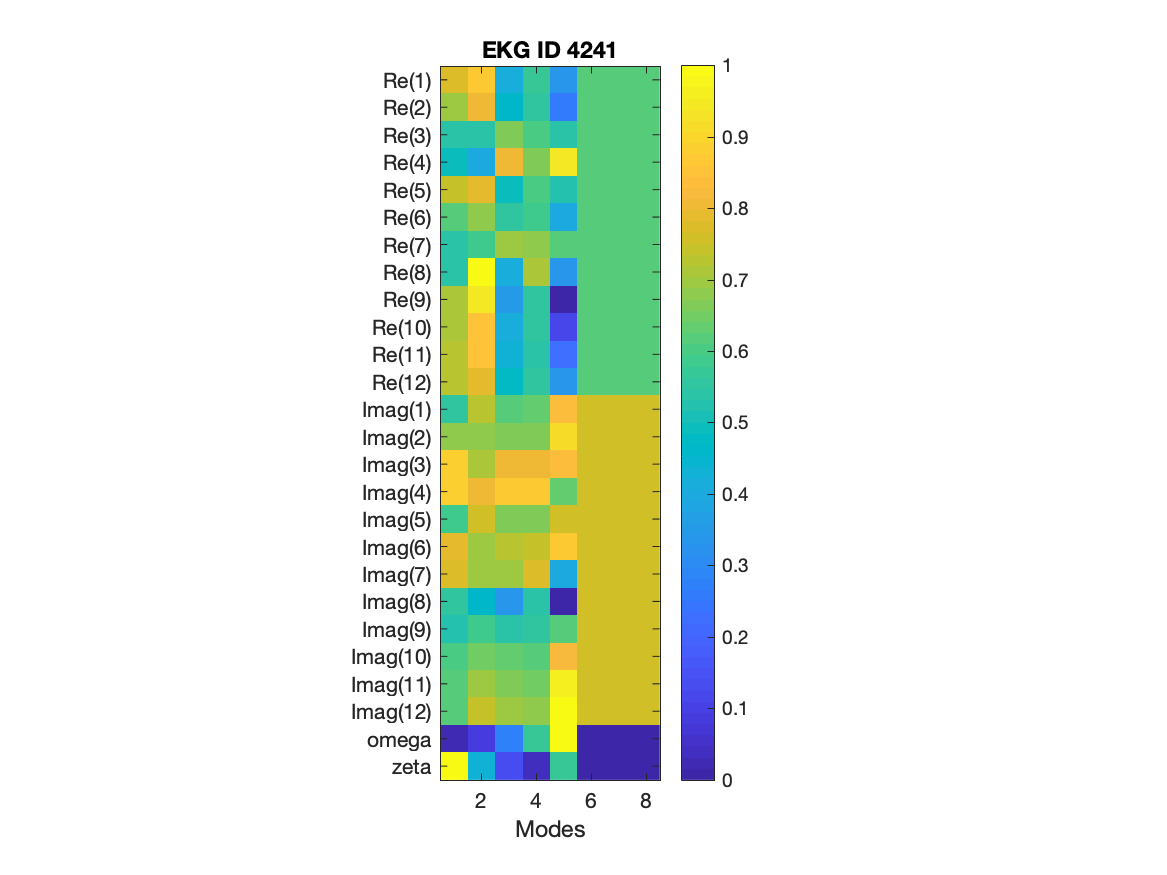 EKG ID 4241
Re(1)
Re(2)
Re(3)
Re(4)
Re(5)
Re(6)
Re(7)
Re(8)
Re(9)
Re(10)
Re(11)
Re(12)
Imag(1)
Imag(2)
Imag(3)
Imag(4)
Imag(5)
Imag(6)
Imag(7)
Imag(8)
Imag(9)
Imag(10)
Imag(11)
Imag(12)
omega
zeta
2 4 6 8
Modes
1
0.9
0.8
0.7
0.6
0.5
0.4
0.3
0.2
0.1
0